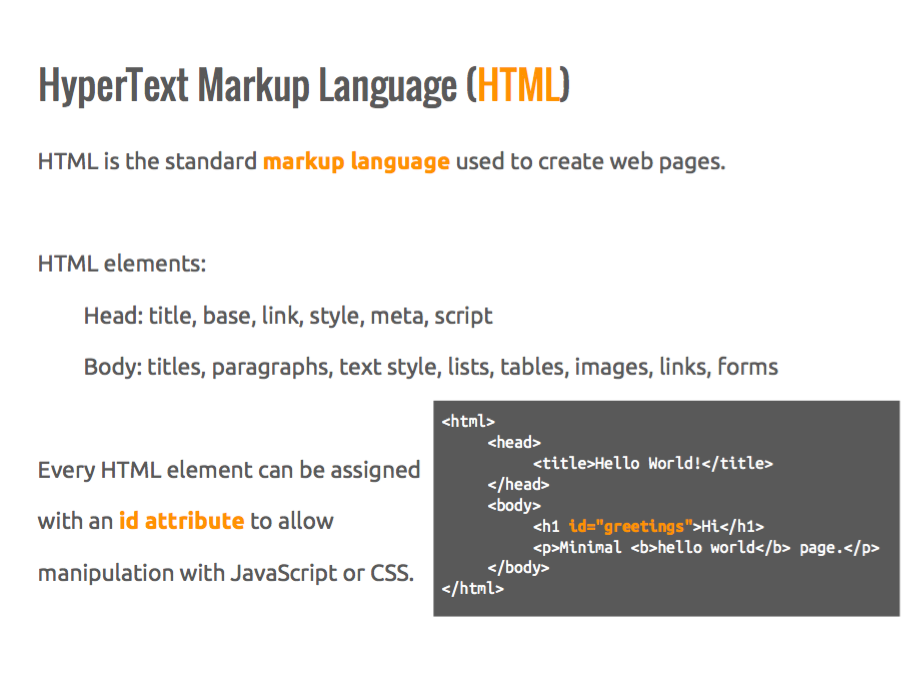 HyperText Markup Language (HTML)
HTML is the standard markup language used to create web pages.
HTML elements:
Head: title, base, link, style, meta, script
Body: titles, paragraphs, text style, lists, tables, images, links, forms
Every HTML element can be assigned
with an id attribute to allow
manipulation with JavaScript or CSS.
<html>
<head>
<title>Hello World!</title>
</head>
<body>
<h1 id="greetings">Hi</h1>
<p>Minimal <b>hello world</b> page.</p>
</body>
</html>